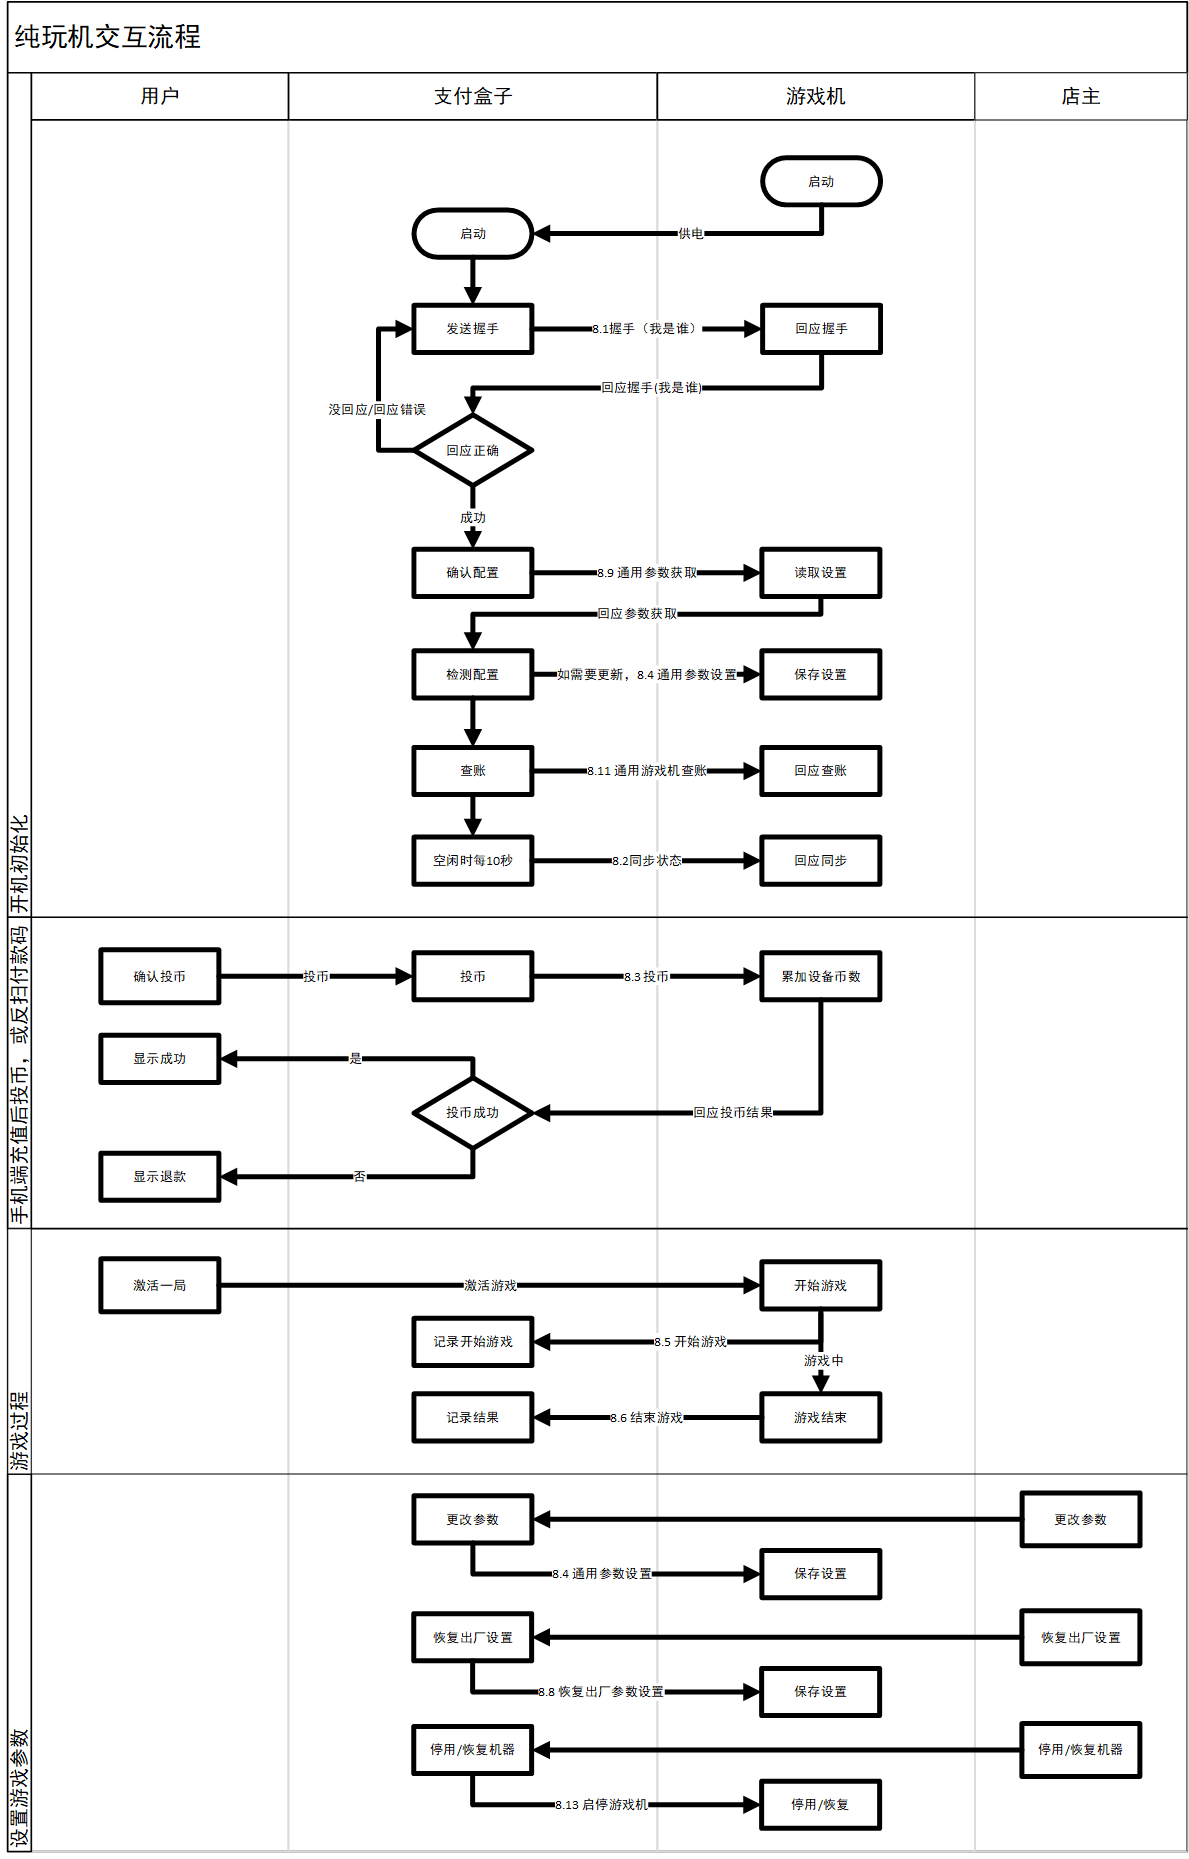 纯玩机交互流程
用户
支付盒子
游戏机
店主
开机初始化
启动
供电
启动
发送握手
8.1握手（我是谁）
回应握手
回应握手(我是谁)
没回应/回应错误
回应正确
成功
确认配置
8.9 通用参数获取
读取设置
回应参数获取
检测配置
如需要更新，8.4 通用参数设置
保存设置
查账
8.11 通用游戏机查账
回应查账
空闲时每10秒
8.2同步状态
回应同步
手机端充值后投币，或反扫付款码
确认投币
投币
投币
8.3 投币
累加设备币数
显示成功
是
投币成功
回应投币结果
显示退款
否
游戏过程
激活一局
激活游戏
开始游戏
记录开始游戏
8.5 开始游戏
游戏中
记录结果
8.6 结束游戏
游戏结束
设置游戏参数
更改参数
更改参数
8.4 通用参数设置
保存设置
恢复出厂设置
恢复出厂设置
8.8 恢复出厂参数设置
保存设置
停用/恢复机器
停用/恢复机器
8.13 启停游戏机
停用/恢复